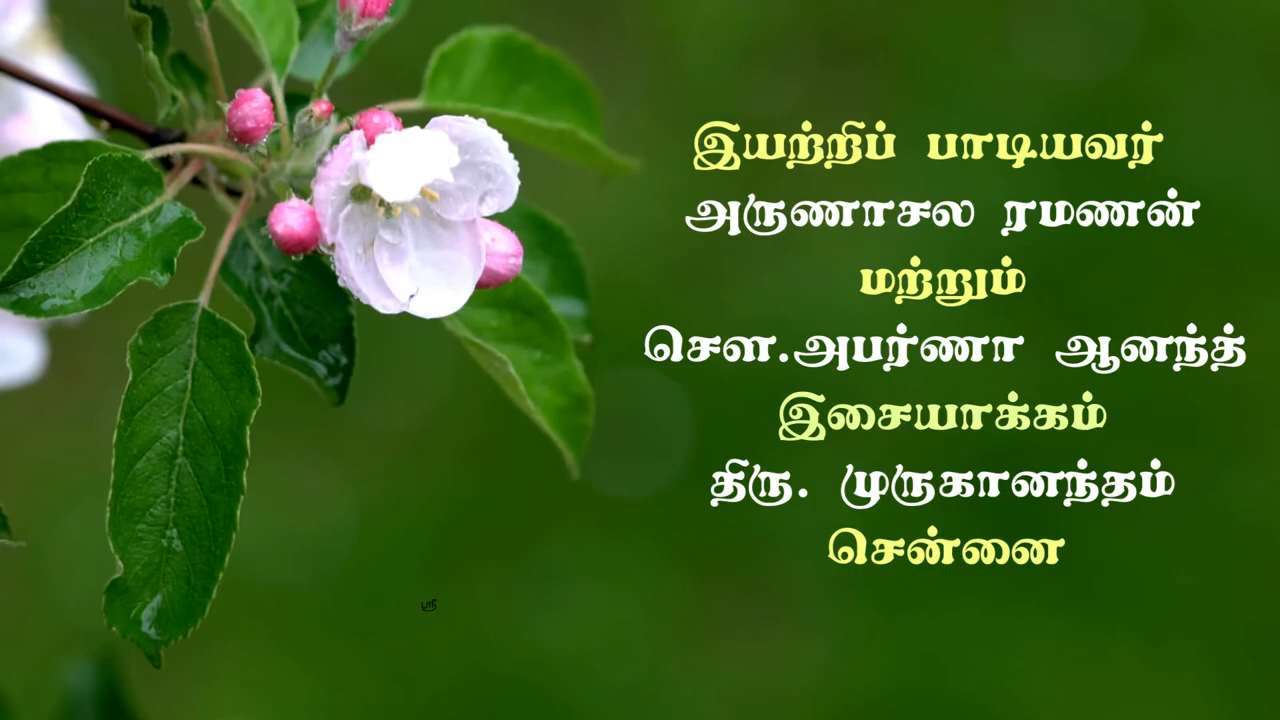 இயற்றிப் பாடியவர்
அருணாசல ரமணன்
மற்றும்
சௌ.அபர்ணா ஆனந்த்
இசையாக்கம்
திரு. முருகானந்தம்
சென்னை
ஸ்ரீ